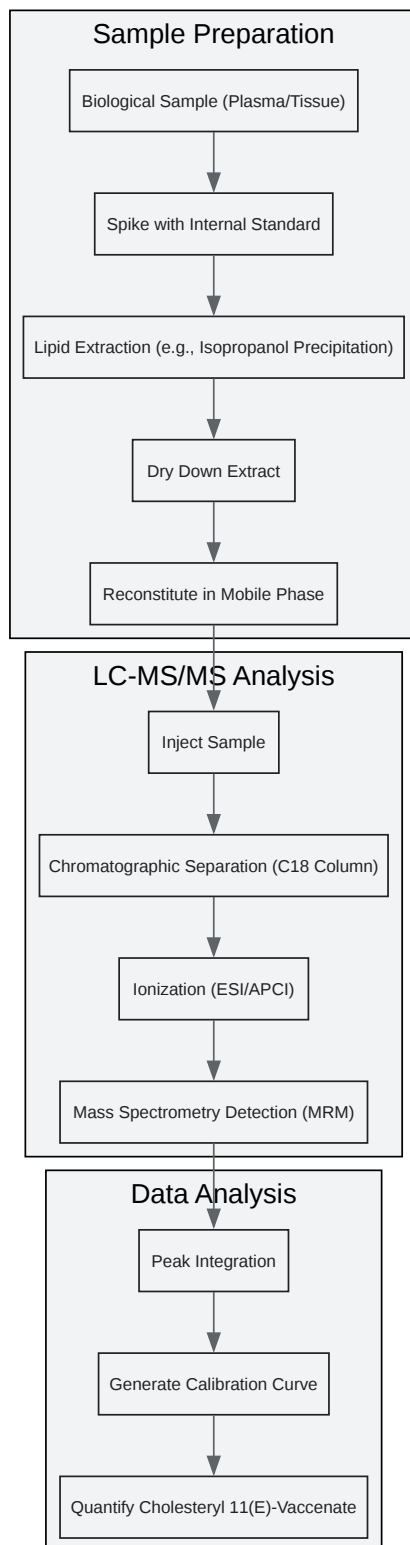 Sample Preparation
Biological Sample (Plasma/Tissue)
Spike with Internal Standard
Lipid Extraction (e.g., Isopropanol Precipitation)
Dry Down Extract
Reconstitute in Mobile Phase
LC-MS/MS Analysis
Inject Sample
Chromatographic Separation (C18 Column)
Ionization (ESI/APCI)
Mass Spectrometry Detection (MRM)
Data Analysis
Peak Integration
Generate Calibration Curve
Quantify Cholesteryl 11(E)-Vaccenate